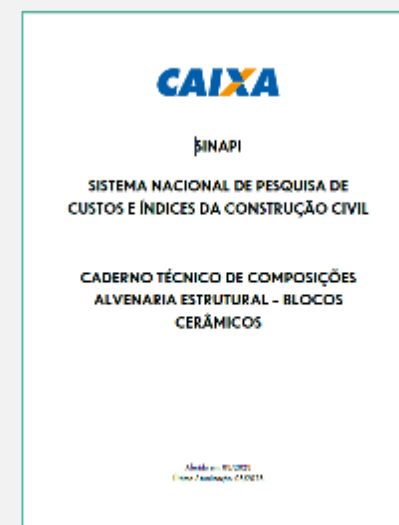 CAIXA
SINAPI
SISTEMA NACIONAL DE PESQUISA DE
CUSTOS E ÍNDICES DA CONSTRUÇÃO CIVIL
CADERNO TÉCNICO DE COMPOSIÇÕES
ALVENARIA ESTRUTURAL – BLOCOS
CERÂMICOS